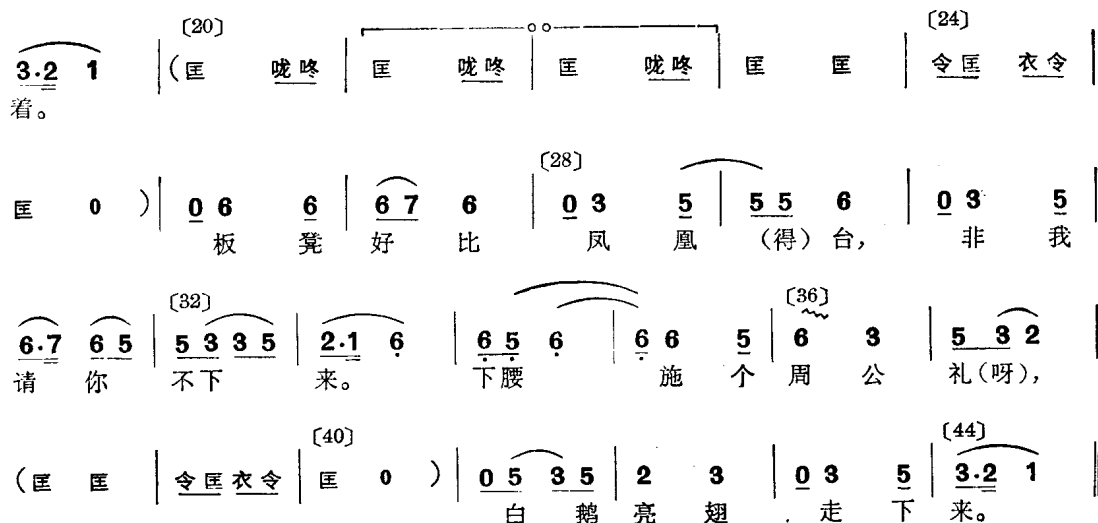 〔20〕 〔24〕
3·2 1 | (匡 咙咚 | 匡 咙咚 | 匡 咙咚 | 匡 匡 | 令匡 衣令 |
着。
〔28〕
匡 0 ) | 0 6 6 | 6 7 6 | 0 3 5 | 5 5 6 | 0 3 5 |
板 凳 好 比 凤 凰 (得) 台, 非 我
〔32〕 〔36〕
6·7 6 5 | 5 3 3 5 | 2·1 6 | 6 5 6 | 6 6 5 | 6 3 | 5 3 2 |
请 你 不 下 来。 下 腰 施 个 周 公 礼(呀),
〔40〕 〔44〕
(匡 匡 | 令匡 衣令 | 匡 0 ) | 0 5 3 5 | 2 3 | 0 3 5 | 3·2 1 ‖
白 鹅 亮 翅 走 下 来。